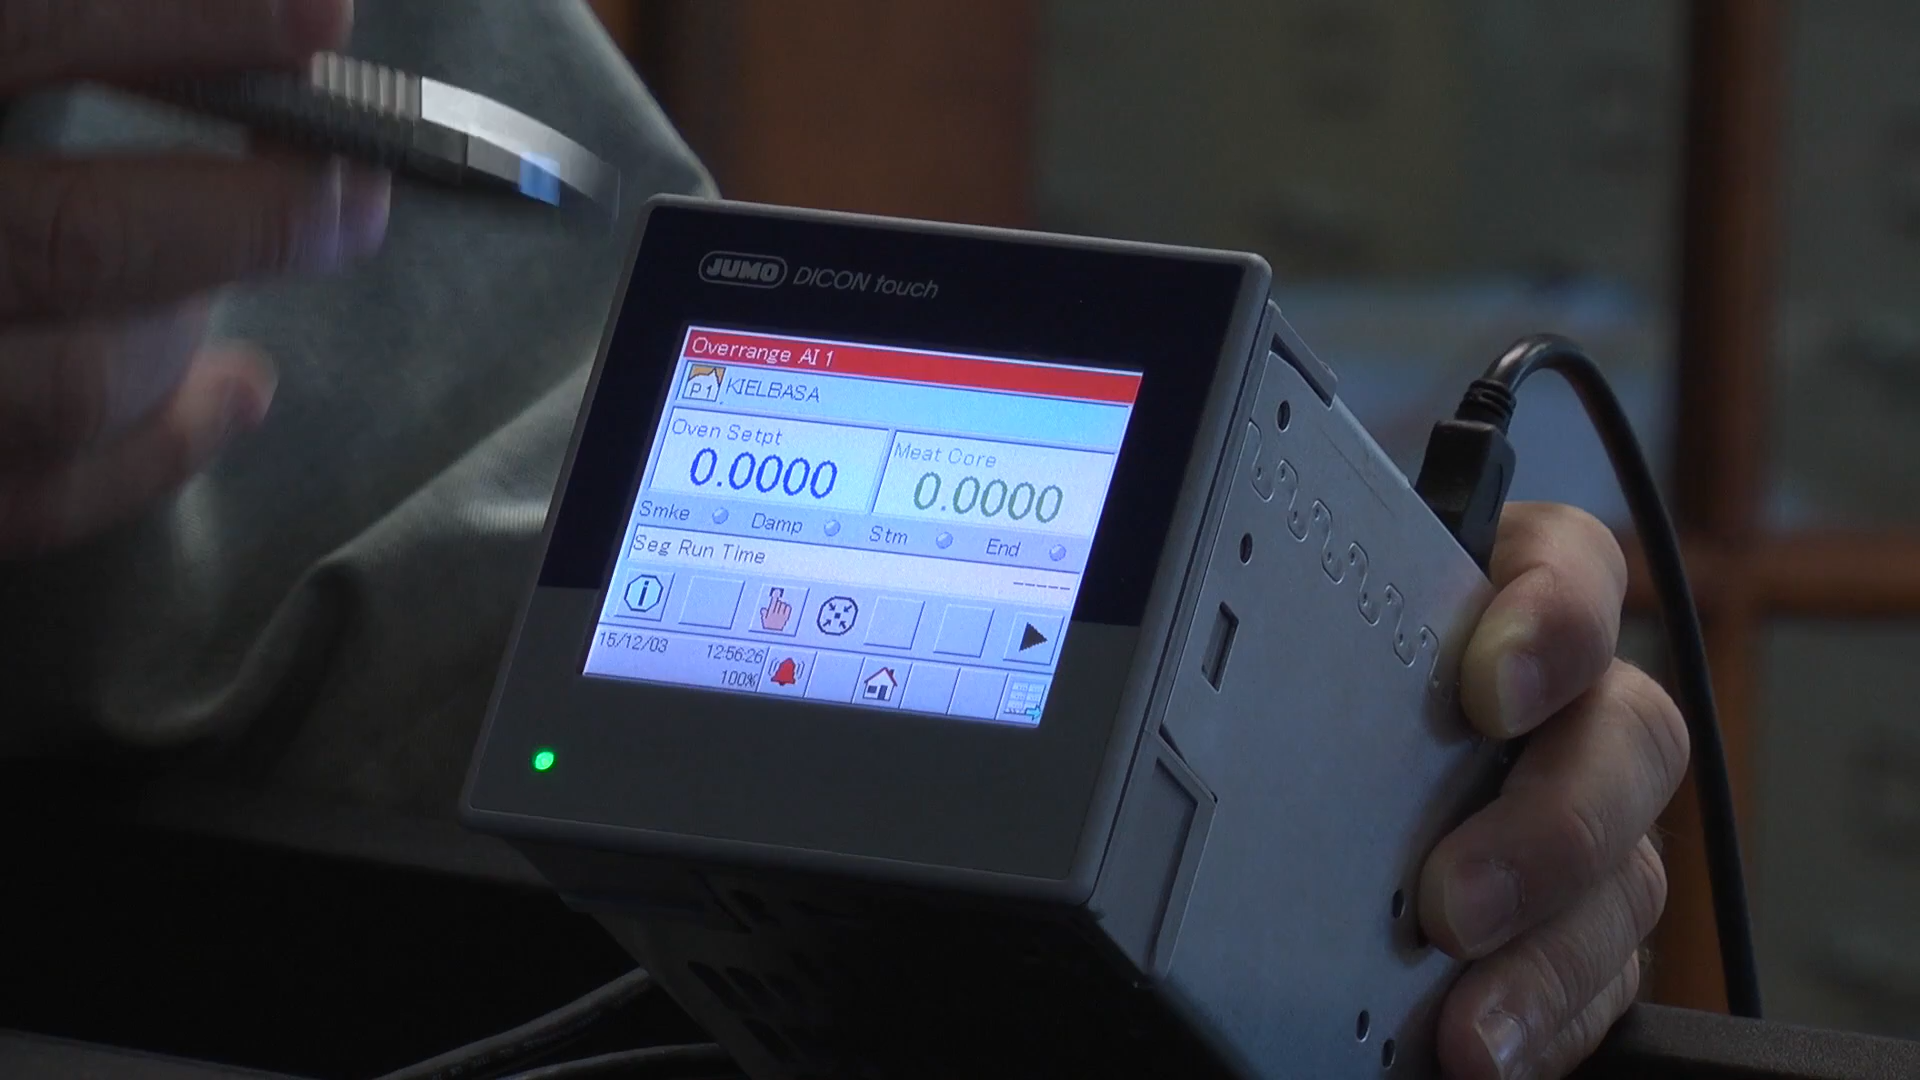 JUMO DICON touch
Overrange AI 1
P 1 KIELBASA
Oven Setpt
0.0000
Meat Core
0.0000
Smke Damp Stm End
Seg Run Time
-----
15/12/03 12:56:26
100%